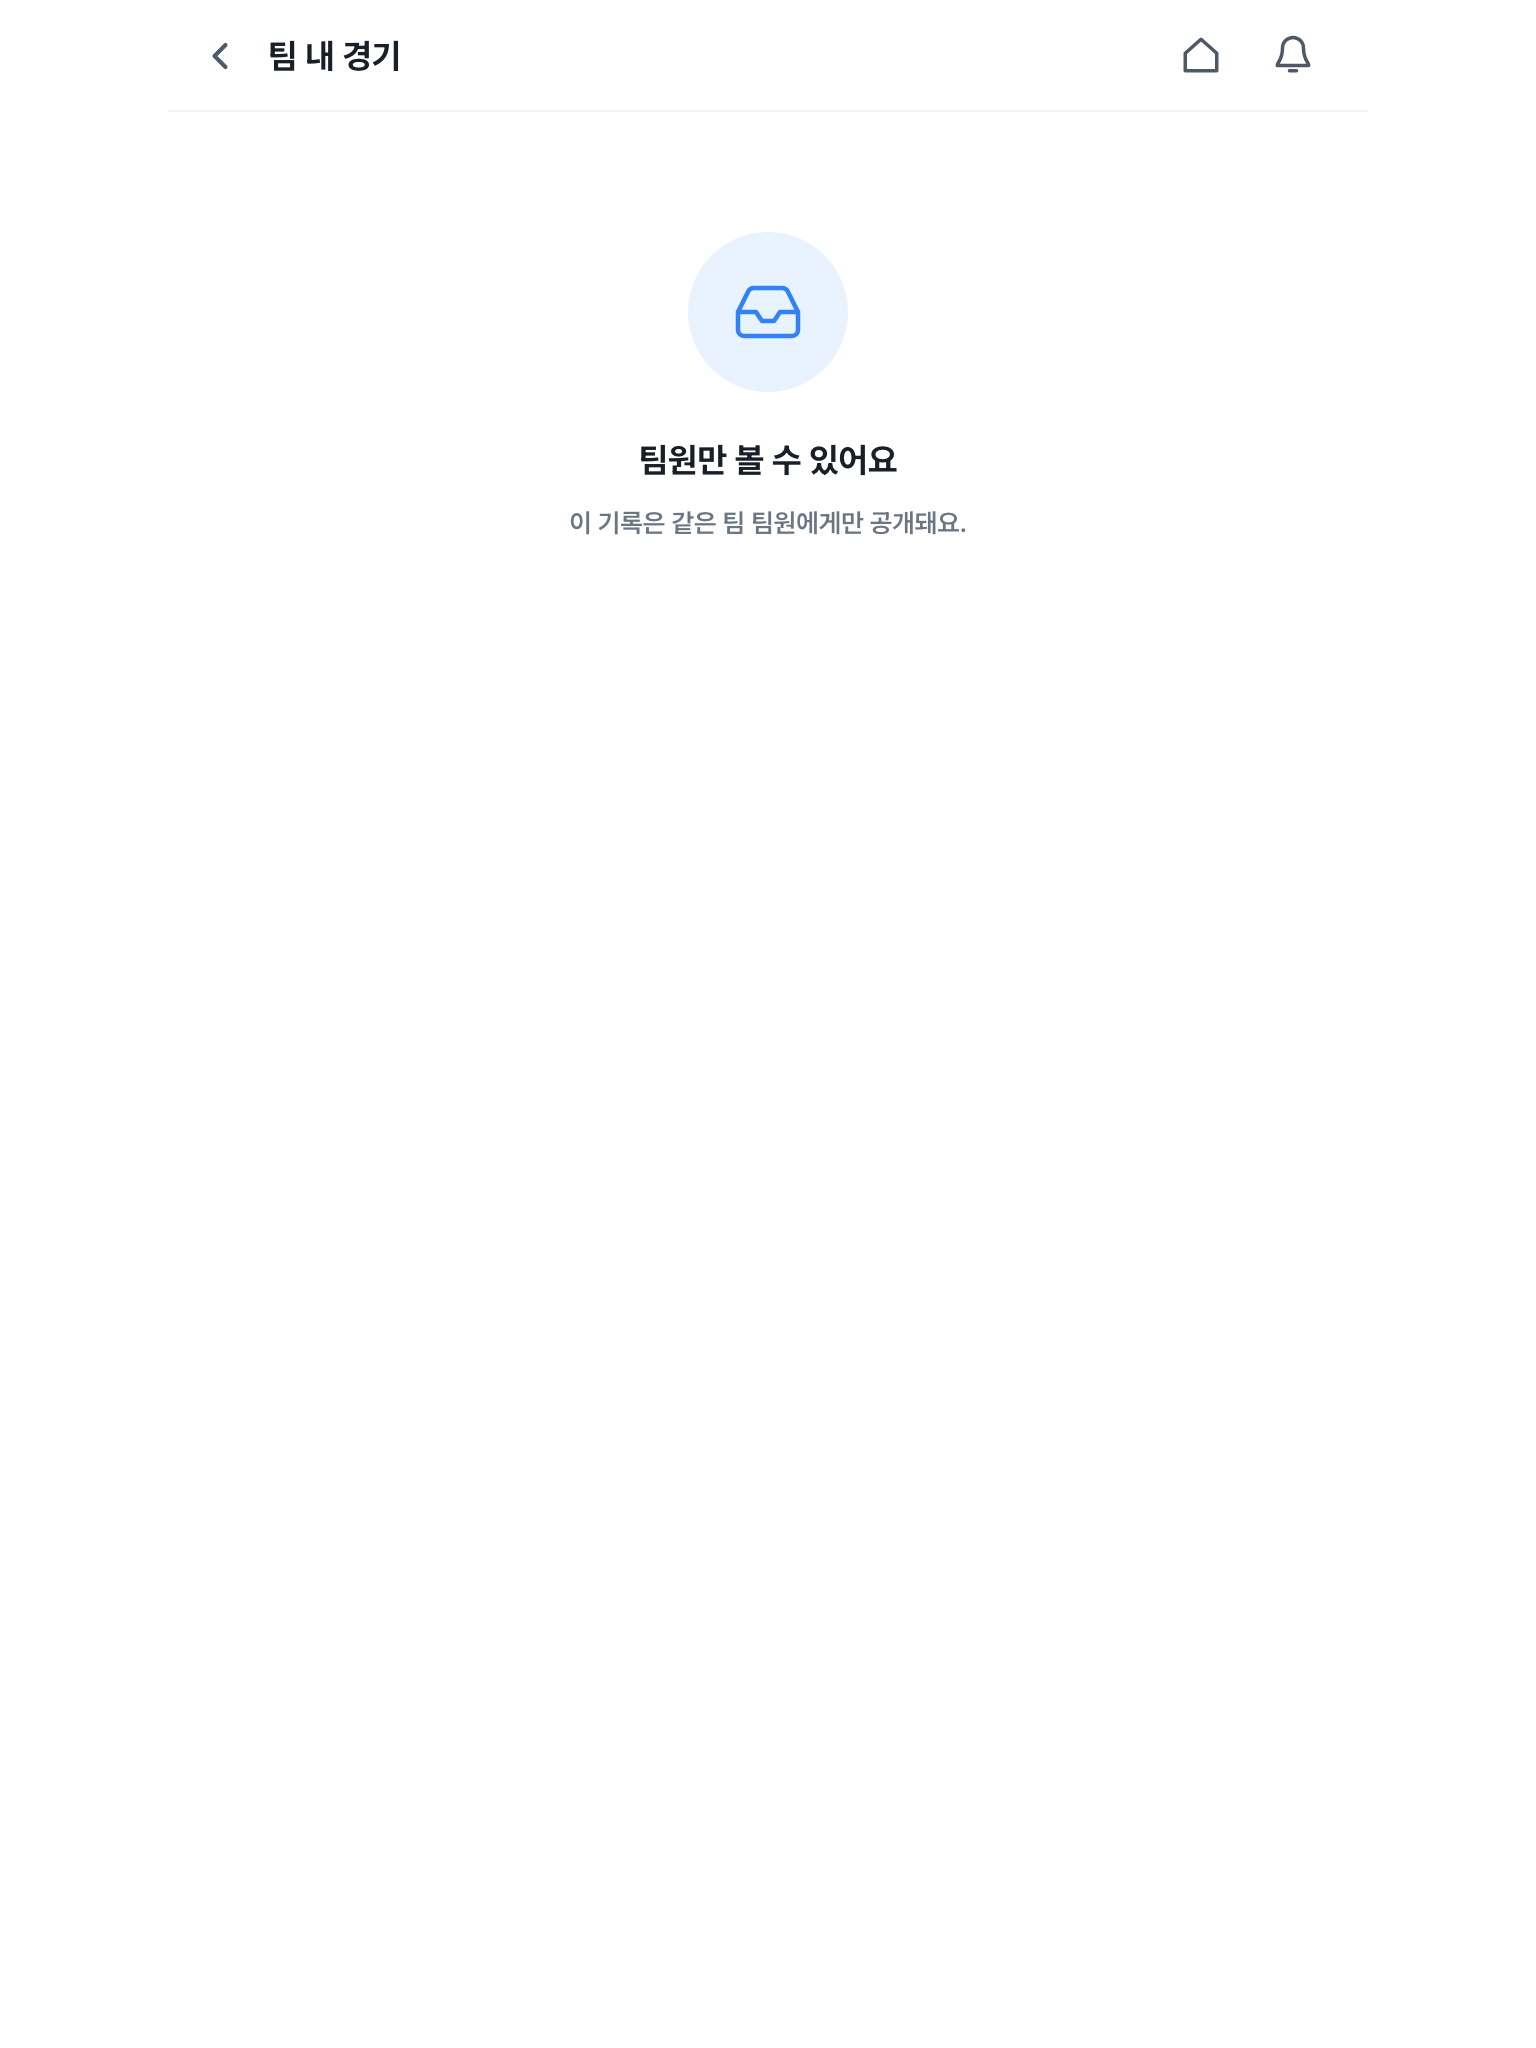 팀 내 경기
팀원만 볼 수 있어요
이 기록은 같은 팀 팀원에게만 공개돼요.